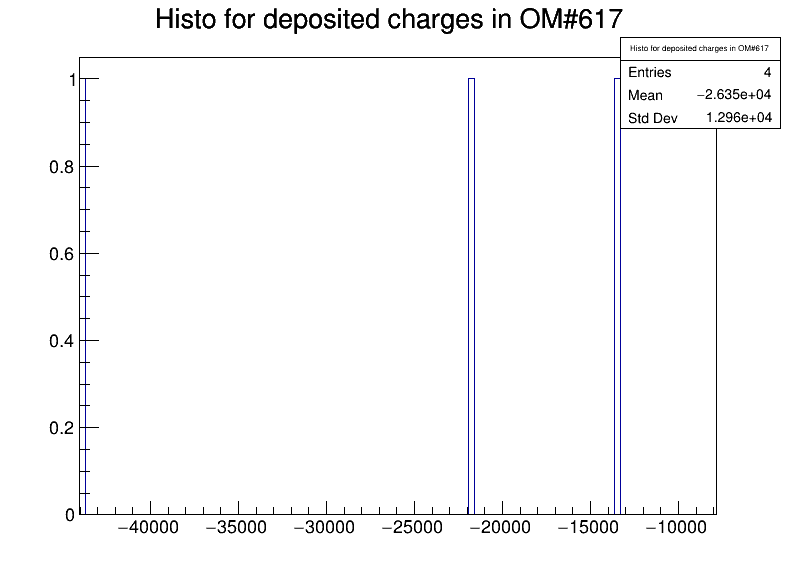 Histo for deposited charges in OM#617
Histo for deposited charges in OM#617
Entries 4
Mean −2.635e+04
Std Dev 1.296e+04
1
0.8
0.6
0.4
0.2
0
−40000 −35000 −30000 −25000 −20000 −15000 −10000